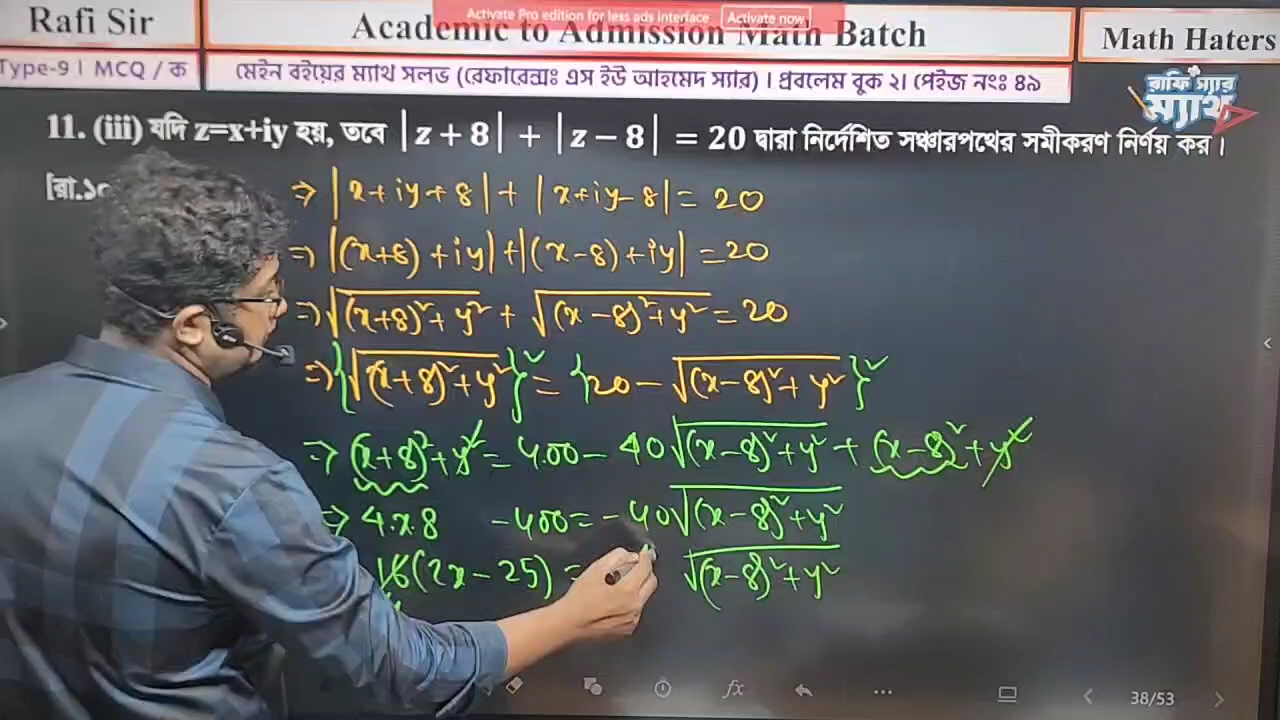 Activate Pro edition for less ads Interface Activate now
Rafi Sir
Academic to Admission Math Batch
Math Haters
Type-9 | MCQ / ক
মেইন বইয়ের ম্যাথ সলভ (রেফারেন্সঃ এস ইউ আহমেদ স্যার) । প্রবলেম বুক ২। পেইজ নংঃ ৪৯
রাফি স্যার
ম্যাথ
11. (iii) যদি z=x+iy হয়, তবে |z + 8| + |z − 8| = 20 দ্বারা নির্দেশিত সঞ্চারপথের সমীকরণ নির্ণয় কর ।
[রা.১০
⇒ |x+iy+8| + |x+iy-8| = 20
⇒ |(x+8)+iy|+|(x-8)+iy| = 20
⇒ √(x+8)²+y² + √(x-8)²+y² = 20
⇒ {√(x+8)²+y²}² = {20 - √(x-8)²+y²}²
⇒ (x+8)²+y² = 400 - 40√(x-8)²+y² + (x-8)²+y²
⇒ 4.x.8 -400 = -40√(x-8)²+y²
16(2x-25) = √(x-8)²+y²
38/53